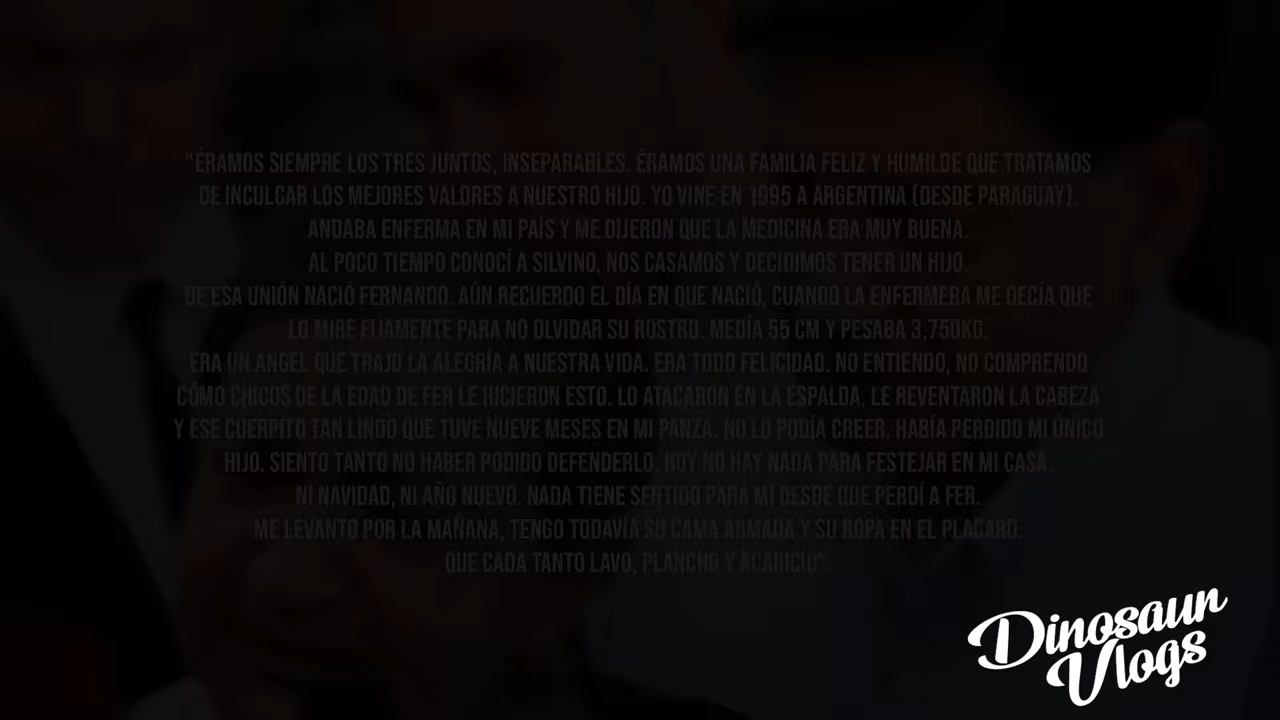 "ÉRAMOS SIEMPRE LOS TRES JUNTOS, INSEPARABLES. ÉRAMOS UNA FAMILIA FELIZ Y HUMILDE QUE TRATAMOS
DE INCULCAR LOS MEJORES VALORES A NUESTRO HIJO. YO VINE EN 1995 A ARGENTINA (DESDE PARAGUAY).
ANDABA ENFERMA EN MI PAÍS Y ME DIJERON QUE LA MEDICINA ERA MUY BUENA.
AL POCO TIEMPO CONOCÍ A SILVINO, NOS CASAMOS Y DECIDIMOS TENER UN HIJO.
DE ESA UNIÓN NACIÓ FERNANDO. AÚN RECUERDO EL DÍA EN QUE NACIÓ, CUANDO LA ENFERMERA ME DECÍA QUE
LO MIRE FIJAMENTE PARA NO OLVIDAR SU ROSTRO. MEDÍA 55 CM Y PESABA 3,750KG.
ERA UN ANGEL QUE TRAJO LA ALEGRÍA A NUESTRA VIDA. ERA TODO FELICIDAD. NO ENTIENDO, NO COMPRENDO
CÓMO CHICOS DE LA EDAD DE FER LE HICIERON ESTO. LO ATACARON EN LA ESPALDA, LE REVENTARON LA CABEZA
Y ESE CUERPITO TAN LINDO QUE TUVE NUEVE MESES EN MI PANZA. NO LO PODÍA CREER. HABÍA PERDIDO MI ÚNICO
HIJO. SIENTO TANTO NO HABER PODIDO DEFENDERLO. HOY NO HAY NADA PARA FESTEJAR EN MI CASA.
NI NAVIDAD, NI AÑO NUEVO. NADA TIENE SENTIDO PARA MÍ DESDE QUE PERDÍ A FER.
ME LEVANTO POR LA MAÑANA, TENGO TODAVÍA SU CAMA ARMADA Y SU ROPA EN EL PLACARD,
QUE CADA TANTO LAVO, PLANCHO Y ACARICIO".
Dinosaur
Vlogs